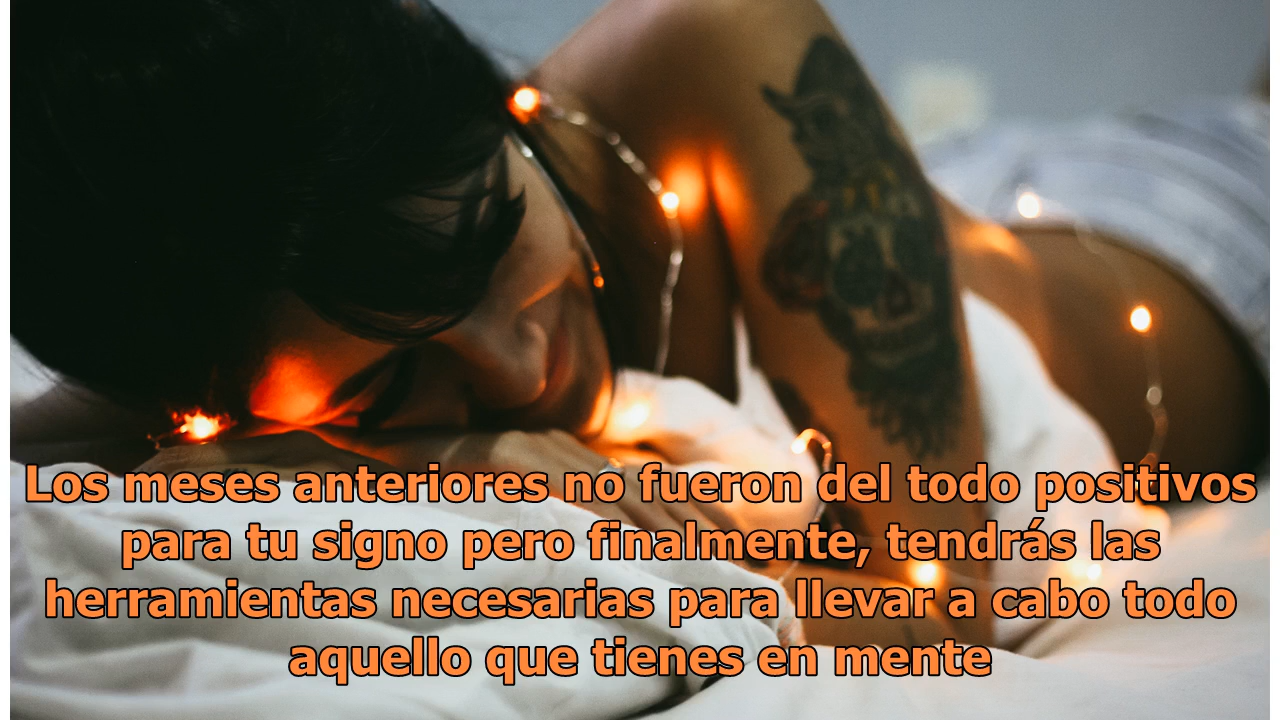 Los meses anteriores no fueron del todo positivos
para tu signo pero finalmente, tendrás las
herramientas necesarias para llevar a cabo todo
aquello que tienes en mente